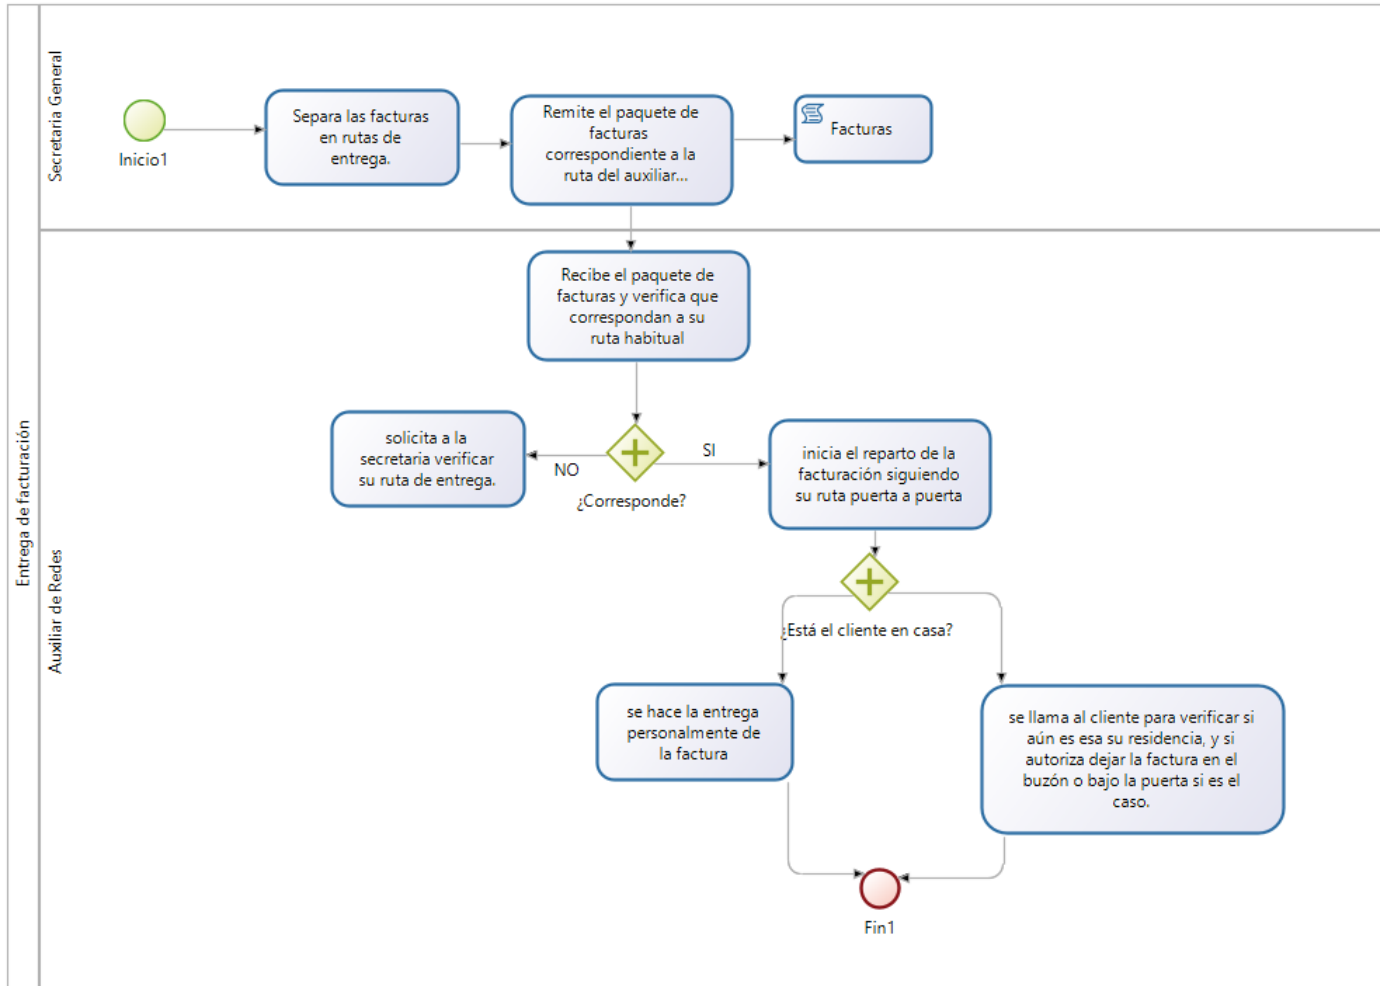 Entrega de facturación
Secretaria General
Inicio1
Separa las facturas
en rutas de
entrega.
Remite el paquete de
facturas
correspondiente a la
ruta del auxiliar...
Facturas
Auxiliar de Redes
Recibe el paquete de
facturas y verifica que
correspondan a su
ruta habitual
solicita a la
secretaria verificar
su ruta de entrega.
NO
SI
¿Corresponde?
inicia el reparto de la
facturación siguiendo
su ruta puerta a puerta
¿Está el cliente en casa?
se hace la entrega
personalmente de
la factura
se llama al cliente para verificar si
aún es esa su residencia, y si
autoriza dejar la factura en el
buzón o bajo la puerta si es el
caso.
Fin1